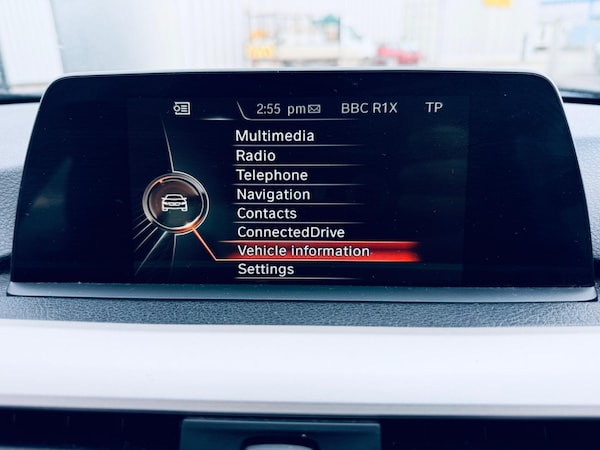 2:55 pm BBC R1X TP
Multimedia
Radio
Telephone
Navigation
Contacts
ConnectedDrive
Vehicle information
Settings